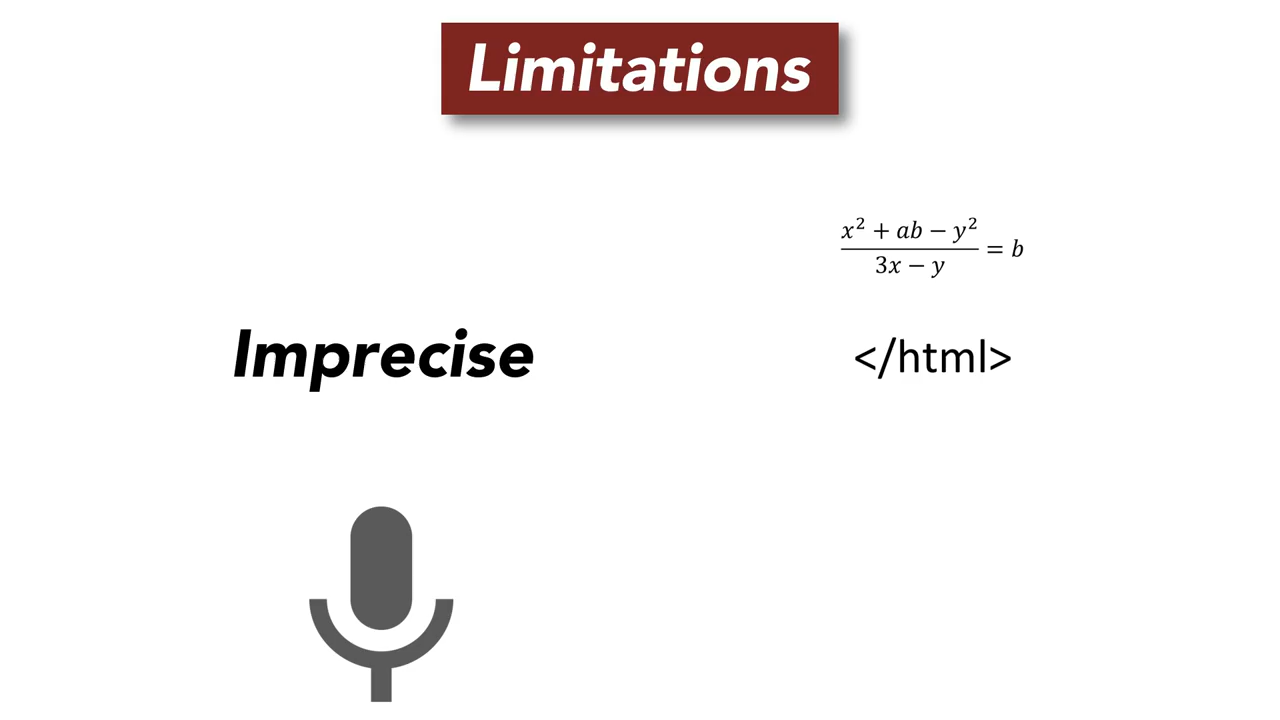 Limitations
x² + ab − y²
3x − y
= b
Imprecise
</html>